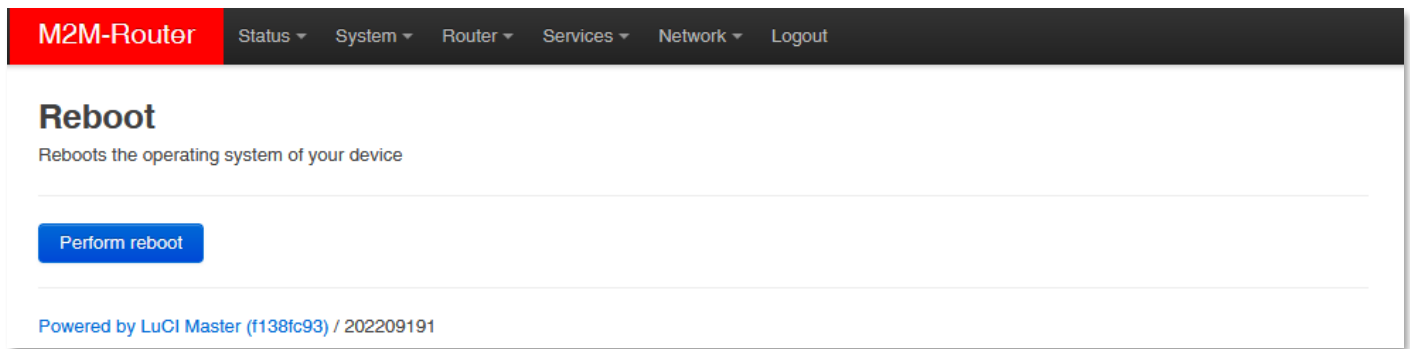 M2M-Router Status System Router Services Network Logout
Reboot
Reboots the operating system of your device
Perform reboot
Powered by LuCI Master (f138fc93) / 202209191